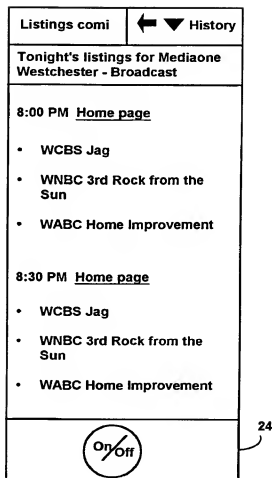 Listings comi
History
Tonight's listings for Mediaone
Westchester - Broadcast
8:00 PM Home page
• WCBS Jag
• WNBC 3rd Rock from the
Sun
• WABC Home Improvement
8:30 PM Home page
• WCBS Jag
• WNBC 3rd Rock from the
Sun
• WABC Home Improvement
On/Off
24